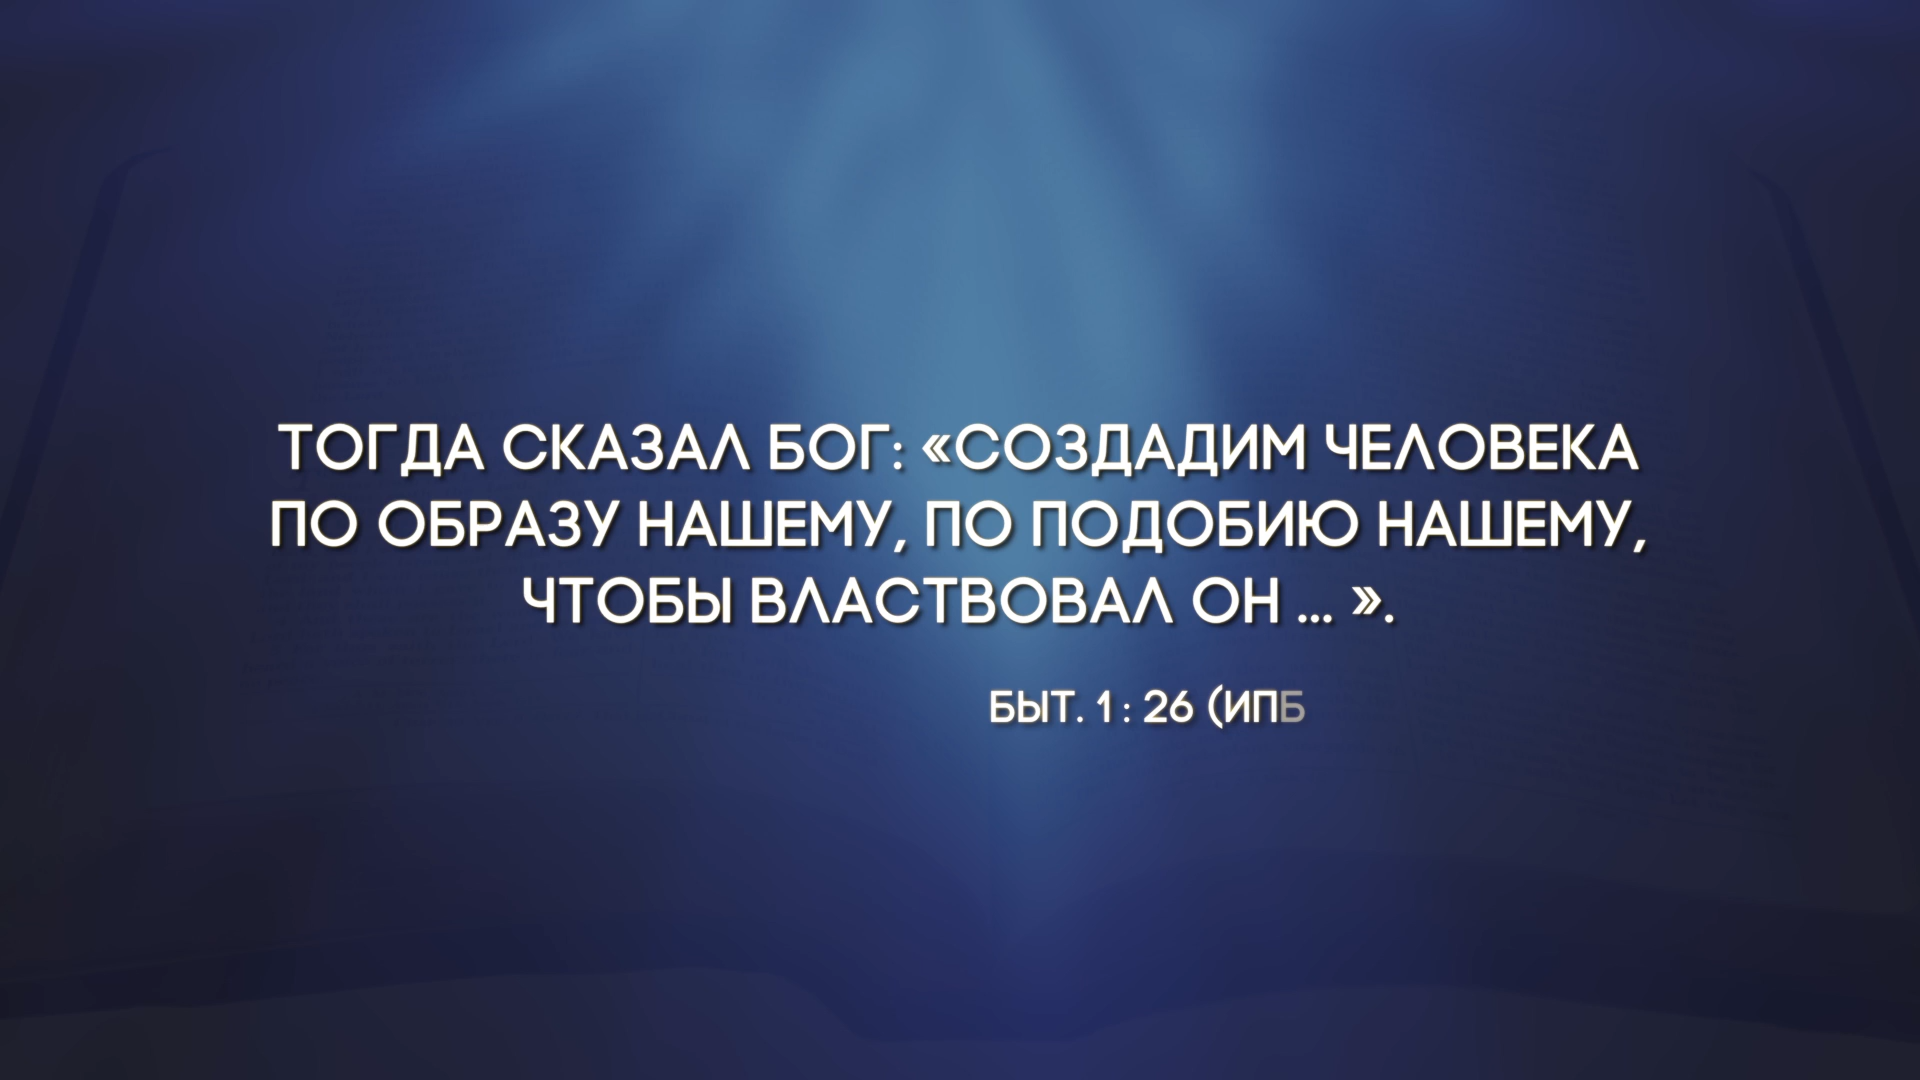 ТОГДА СКАЗАЛ БОГ: «СОЗДАДИМ ЧЕЛОВЕКА
ПО ОБРАЗУ НАШЕМУ, ПО ПОДОБИЮ НАШЕМУ,
ЧТОБЫ ВЛАСТВОВАЛ ОН ... ».
БЫТ. 1 : 26 (ИПБ